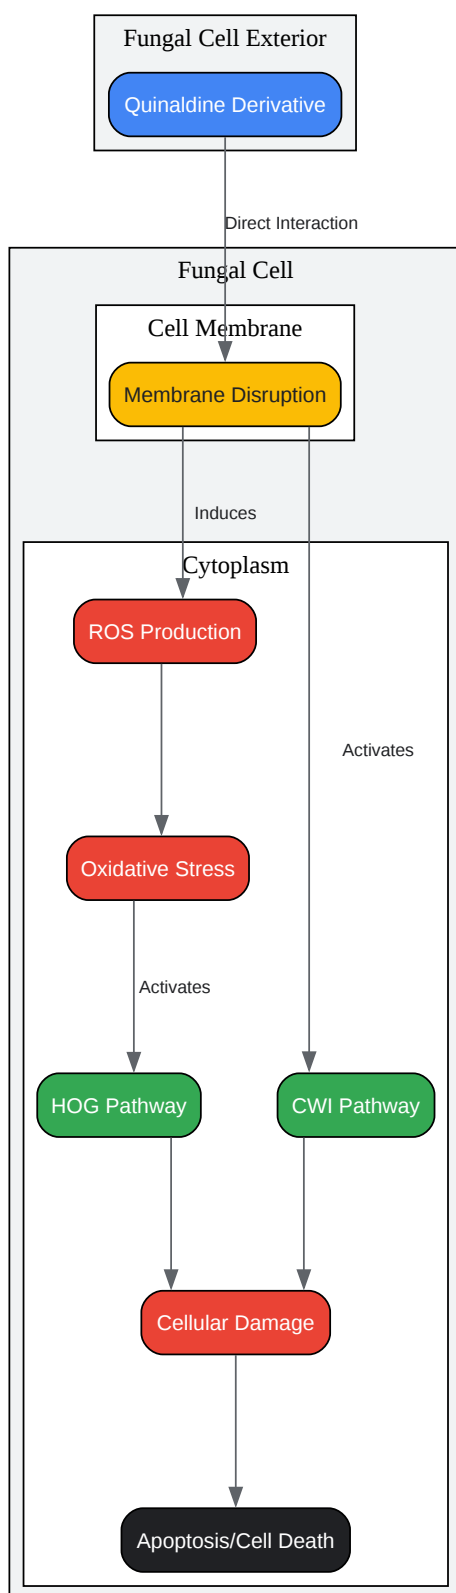 Fungal Cell Exterior
Quinaldine Derivative
Direct Interaction
Fungal Cell
Cell Membrane
Membrane Disruption
Induces
Cytoplasm
ROS Production
Activates
Oxidative Stress
Activates
HOG Pathway
CWI Pathway
Cellular Damage
Apoptosis/Cell Death